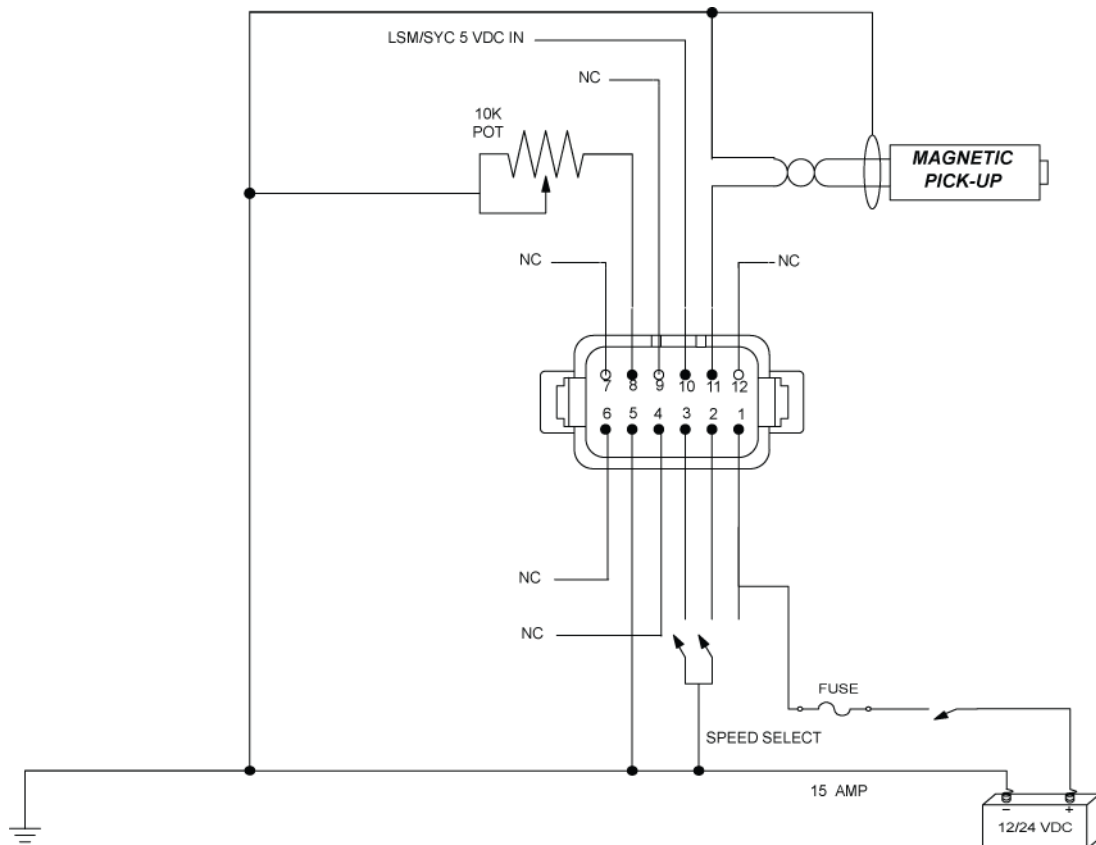 LSM/SYC 5 VDC IN
NC
10K
POT
MAGNETIC
PICK-UP
NC
NC
7 8 9 10 11 12
6 5 4 3 2 1
NC
NC
FUSE
SPEED SELECT
15 AMP
- +
12/24 VDC